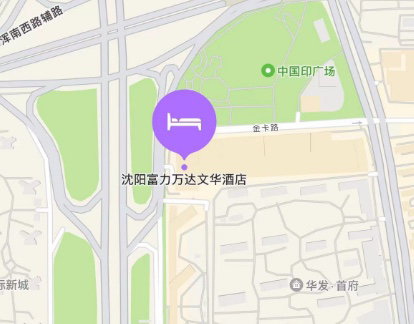 浑南西路辅路
中国印广场
金卡路
沈阳富力万达文华酒店
华发·首府
际新城